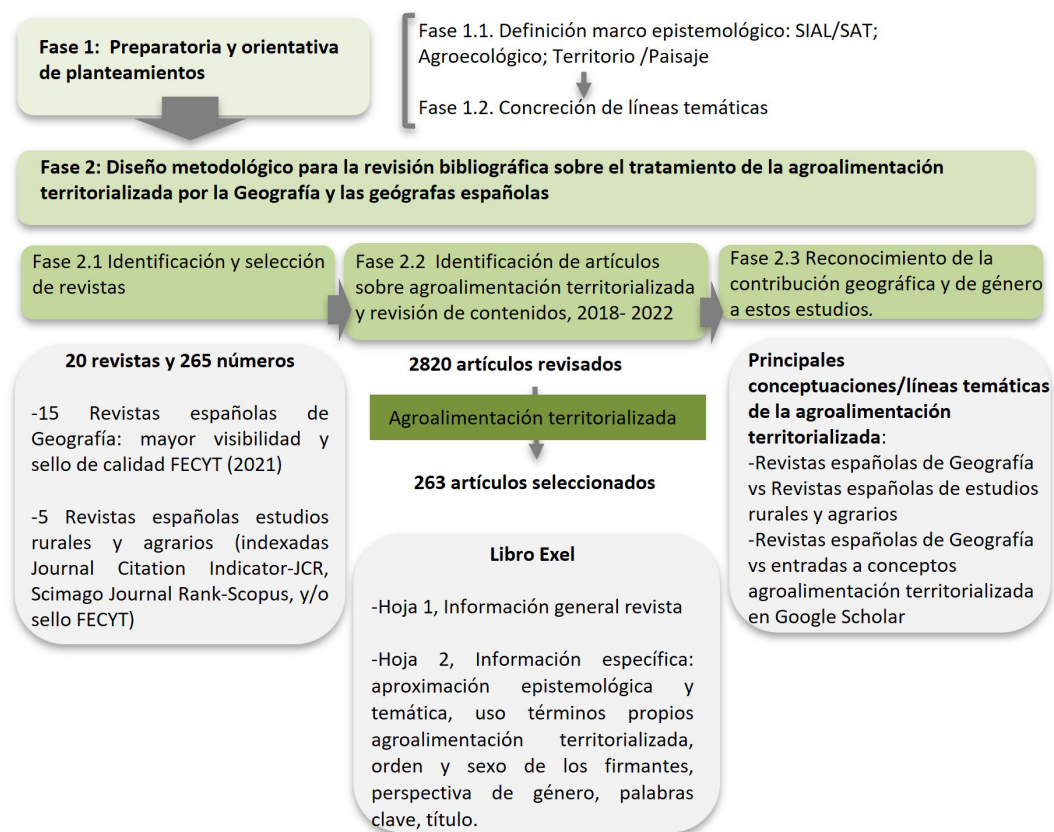 Fase 1: Preparatoria y orientativa
de planteamientos
Fase 1.1. Definición marco epistemológico: SIAL/SAT;
Agroecológico; Territorio /Paisaje
Fase 1.2. Concreción de líneas temáticas
Fase 2: Diseño metodológico para la revisión bibliográfica sobre el tratamiento de la agroalimentación
territorializada por la Geografía y las geógrafas españolas
Fase 2.1 Identificación y selección
de revistas
Fase 2.2 Identificación de artículos
sobre agroalimentación territorializada
y revisión de contenidos, 2018- 2022
Fase 2.3 Reconocimiento de la
contribución geográfica y de género
a estos estudios.
20 revistas y 265 números
-15 Revistas españolas de
Geografía: mayor visibilidad y
sello de calidad FECYT (2021)
-5 Revistas españolas estudios
rurales y agrarios (indexadas
Journal Citation Indicator-JCR,
Scimago Journal Rank-Scopus, y/o
sello FECYT)
2820 artículos revisados
Agroalimentación territorializada
263 artículos seleccionados
Libro Exel
-Hoja 1, Información general revista
-Hoja 2, Información específica:
aproximación epistemológica y
temática, uso términos propios
agroalimentación territorializada,
orden y sexo de los firmantes,
perspectiva de género, palabras
clave, título.
Principales
conceptuaciones/líneas temáticas
de la agroalimentación
territorializada:
-Revistas españolas de Geografía
vs Revistas españolas de estudios
rurales y agrarios
-Revistas españolas de Geografía
vs entradas a conceptos
agroalimentación territorializada
en Google Scholar